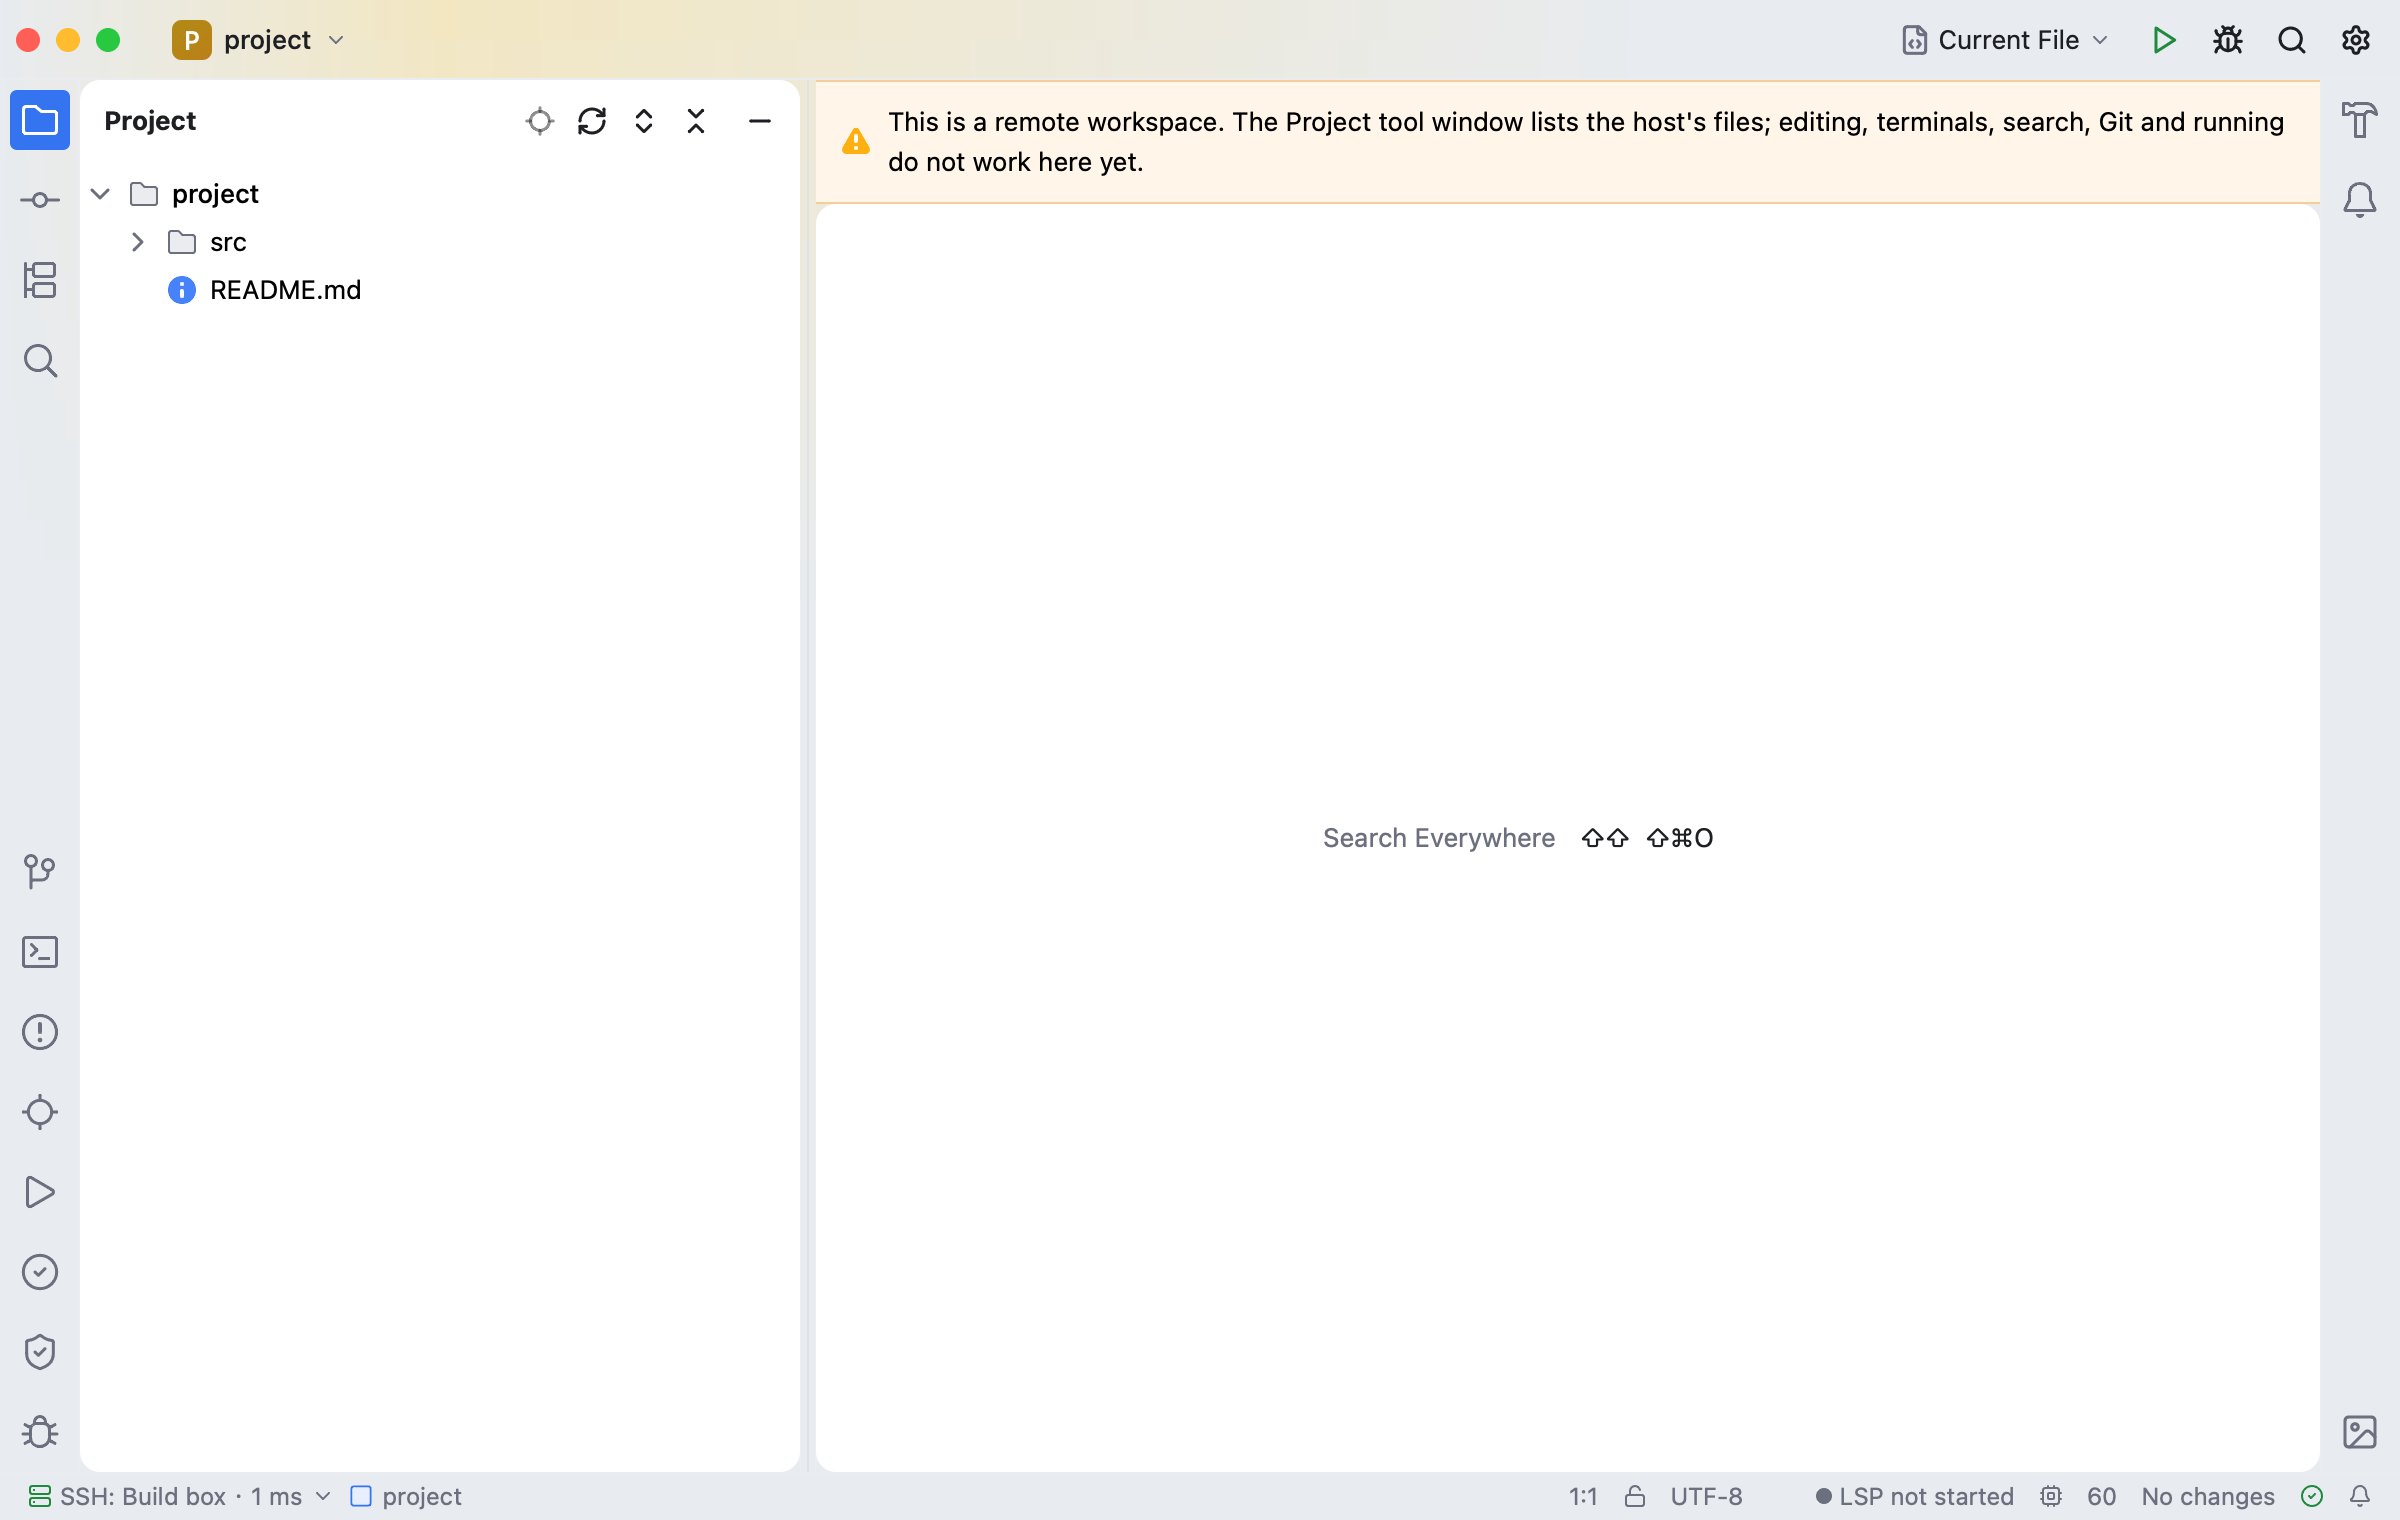 P project
Current File
Project
This is a remote workspace. The Project tool window lists the host's files; editing, terminals, search, Git and running
do not work here yet.
project
src
README.md
Search Everywhere ⇧⇧ ⇧⌘O
SSH: Build box · 1 ms
project
1:1
UTF-8
LSP not started
60
No changes